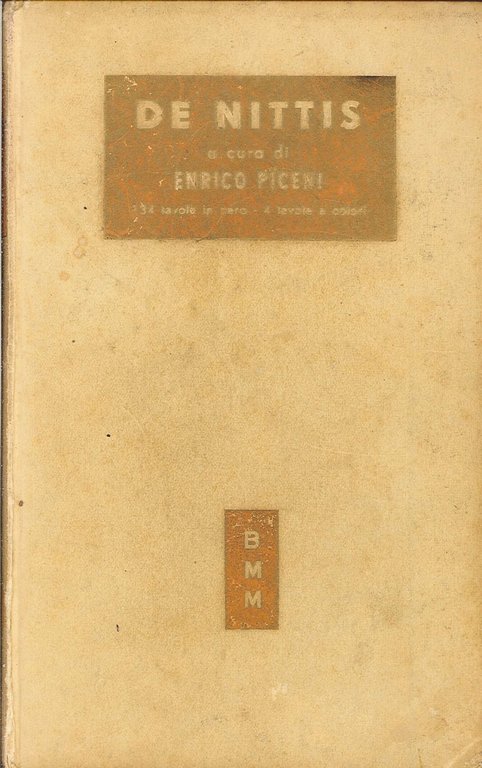 DE NITTIS
a cura di
ENRICO PICENI
134 tavole in nero - 4 tavole a colori
B
M
M